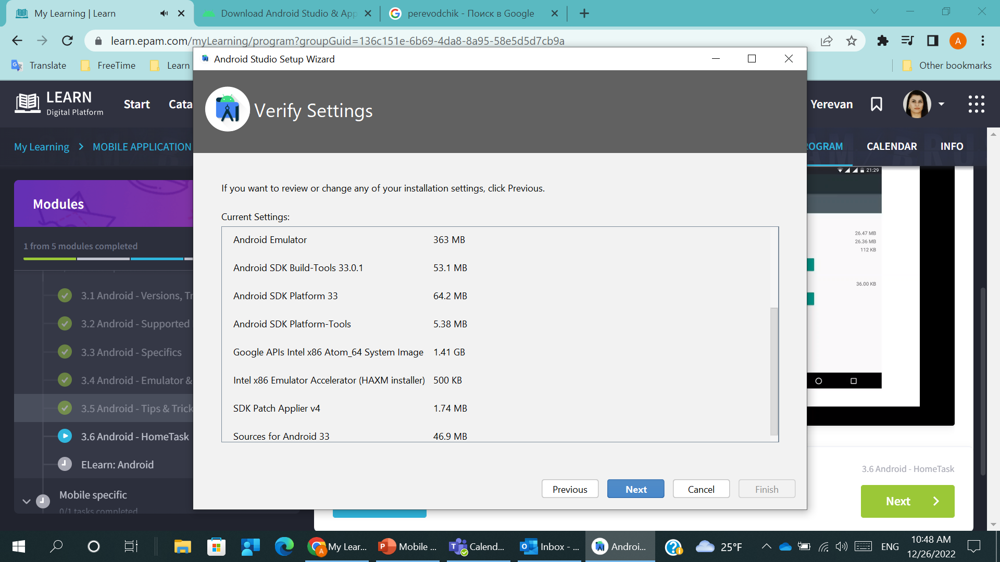 My Learning | Learn
Download Android Studio & App
perevodchik - Поиск в Google
learn.epam.com/myLearning/program?groupGuid=136c151e-6b69-4da8-8a95-58e5d5d7cb9a
A
Translate
FreeTime
Learn
Other bookmarks
Android Studio Setup Wizard
LEARN
Digital Platform
Start
Cata
Yerevan
Verify Settings
My Learning
MOBILE APPLICATION
OGRAM
CALENDAR
INFO
21:29
If you want to review or change any of your installation settings, click Previous.
Modules
Current Settings:
1 from 5 modules completed
Android Emulator 363 MB
Android SDK Build-Tools 33.0.1 53.1 MB
Android SDK Platform 33 64.2 MB
Android SDK Platform-Tools 5.38 MB
Google APIs Intel x86 Atom_64 System Image 1.41 GB
Intel x86 Emulator Accelerator (HAXM installer) 500 KB
SDK Patch Applier v4 1.74 MB
Sources for Android 33 46.9 MB
26.47 MB
26.36 MB
112 KB
36.00 KB
3.1 Android - Versions, Tr
3.2 Android - Supported
3.3 Android - Specifics
3.4 Android - Emulator &
3.5 Android - Tips & Trick
3.6 Android - HomeTask
ELearn: Android
Mobile specific
0/1 tasks completed
Previous
Next
Cancel
Finish
3.6 Android - HomeTask
Next
My Lear...
Mobile ...
Calend...
Inbox - ...
Androi...
25°F
ENG
10:48 AM
12/26/2022